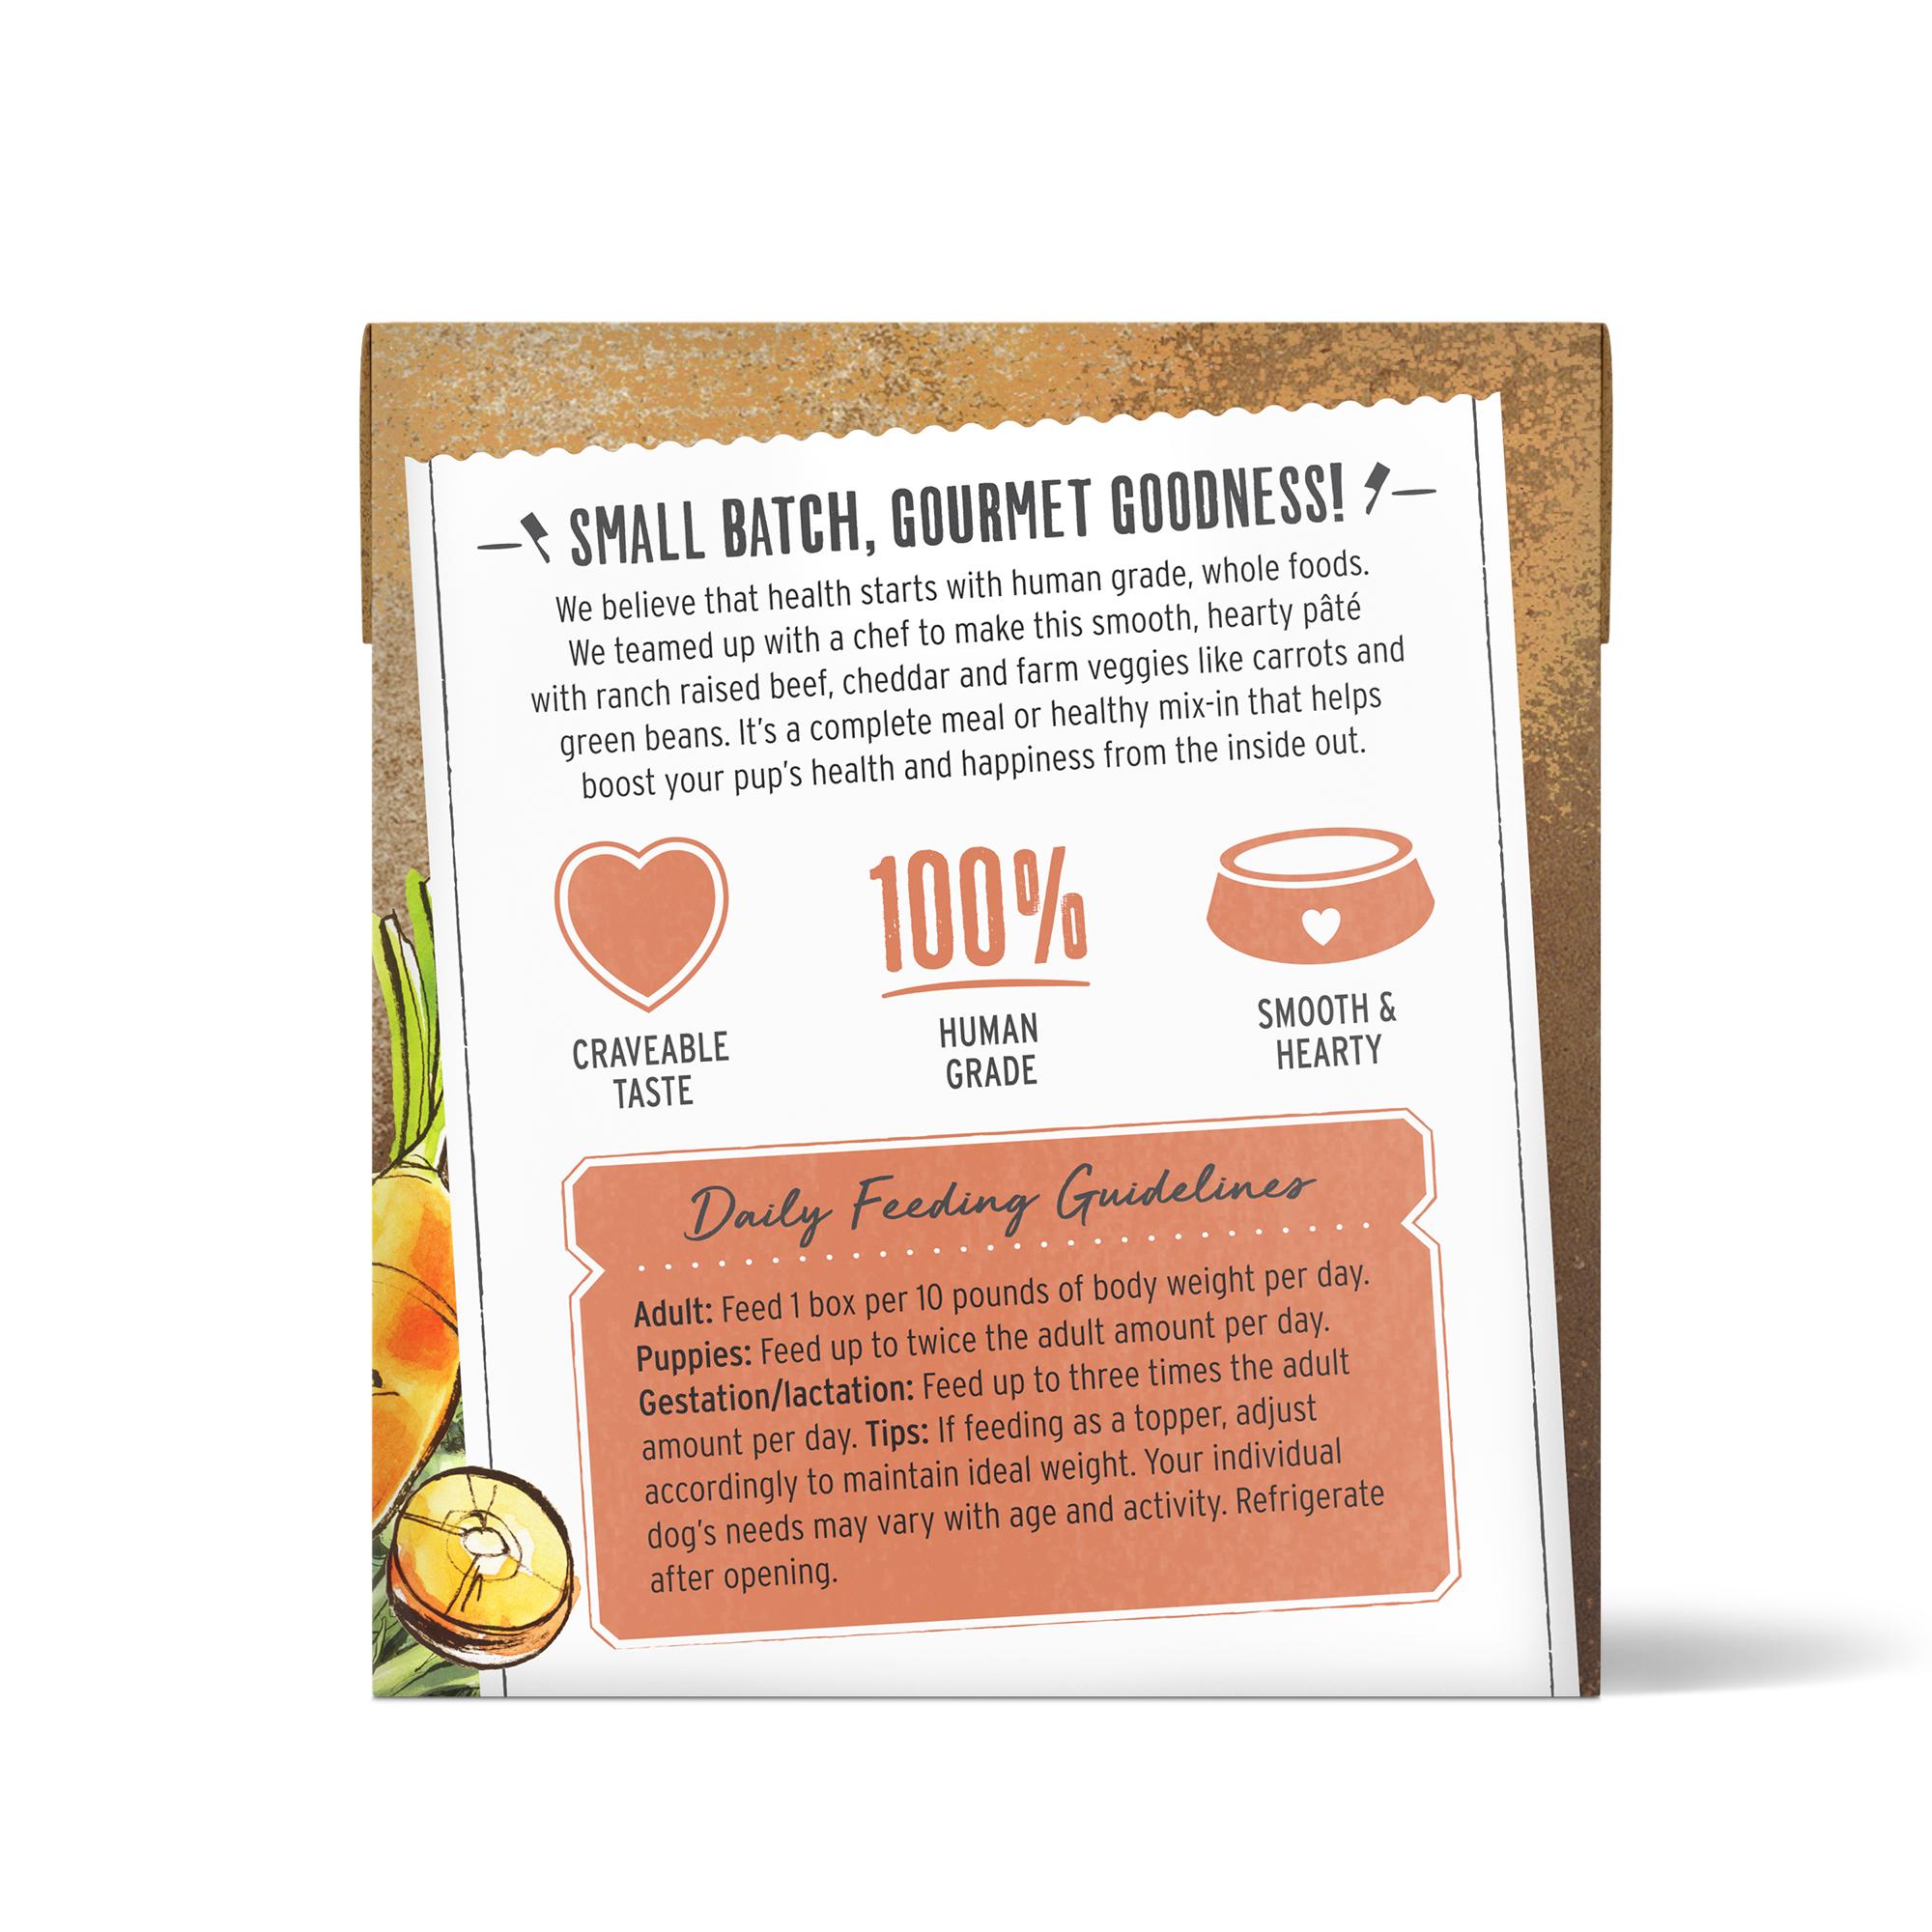 SMALL BATCH, GOURMET GOODNESS!
We believe that health starts with human grade, whole foods.
We teamed up with a chef to make this smooth, hearty pâté
with ranch raised beef, cheddar and farm veggies like carrots and
green beans. It's a complete meal or healthy mix-in that helps
boost your pup's health and happiness from the inside out.
CRAVEABLE
TASTE
100%
HUMAN
GRADE
SMOOTH &
HEARTY
Daily Feeding Guidelines
Adult: Feed 1 box per 10 pounds of body weight per day.
Puppies: Feed up to twice the adult amount per day.
Gestation/lactation: Feed up to three times the adult
amount per day. Tips: If feeding as a topper, adjust
accordingly to maintain ideal weight. Your individual
dog's needs may vary with age and activity. Refrigerate
after opening.